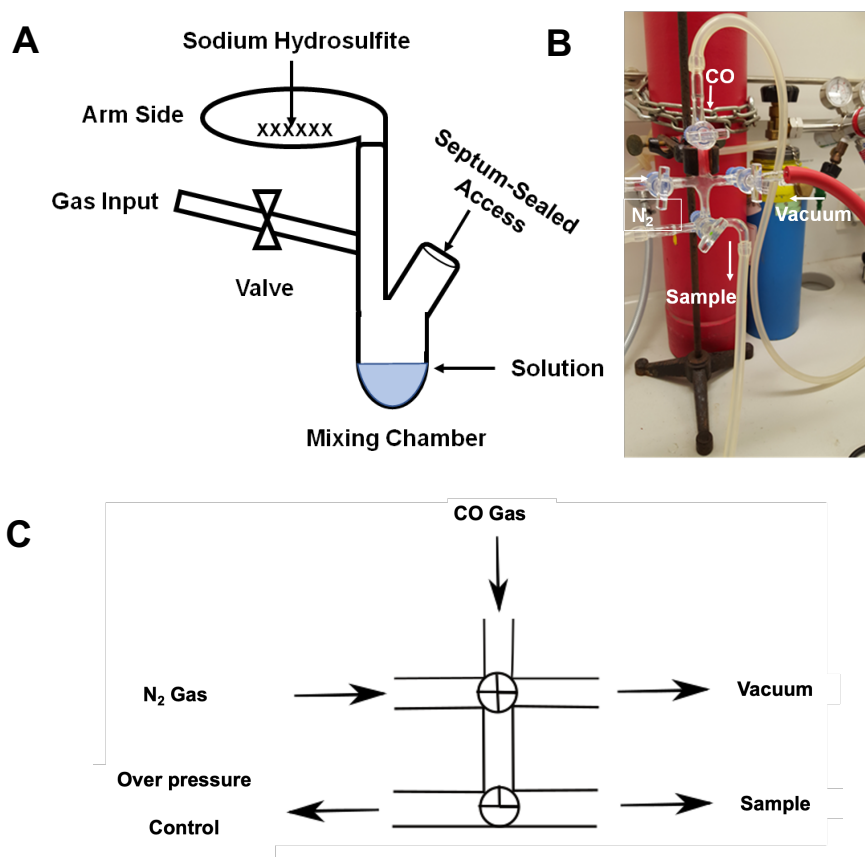 A
Sodium Hydrosulfite
Arm Side
xxxxxx
Gas Input
Valve
Septum-Sealed
Access
Solution
Mixing Chamber
B
CO
N₂
Vacuum
Sample
C
CO Gas
N₂ Gas
Vacuum
Over pressure
Control
Sample